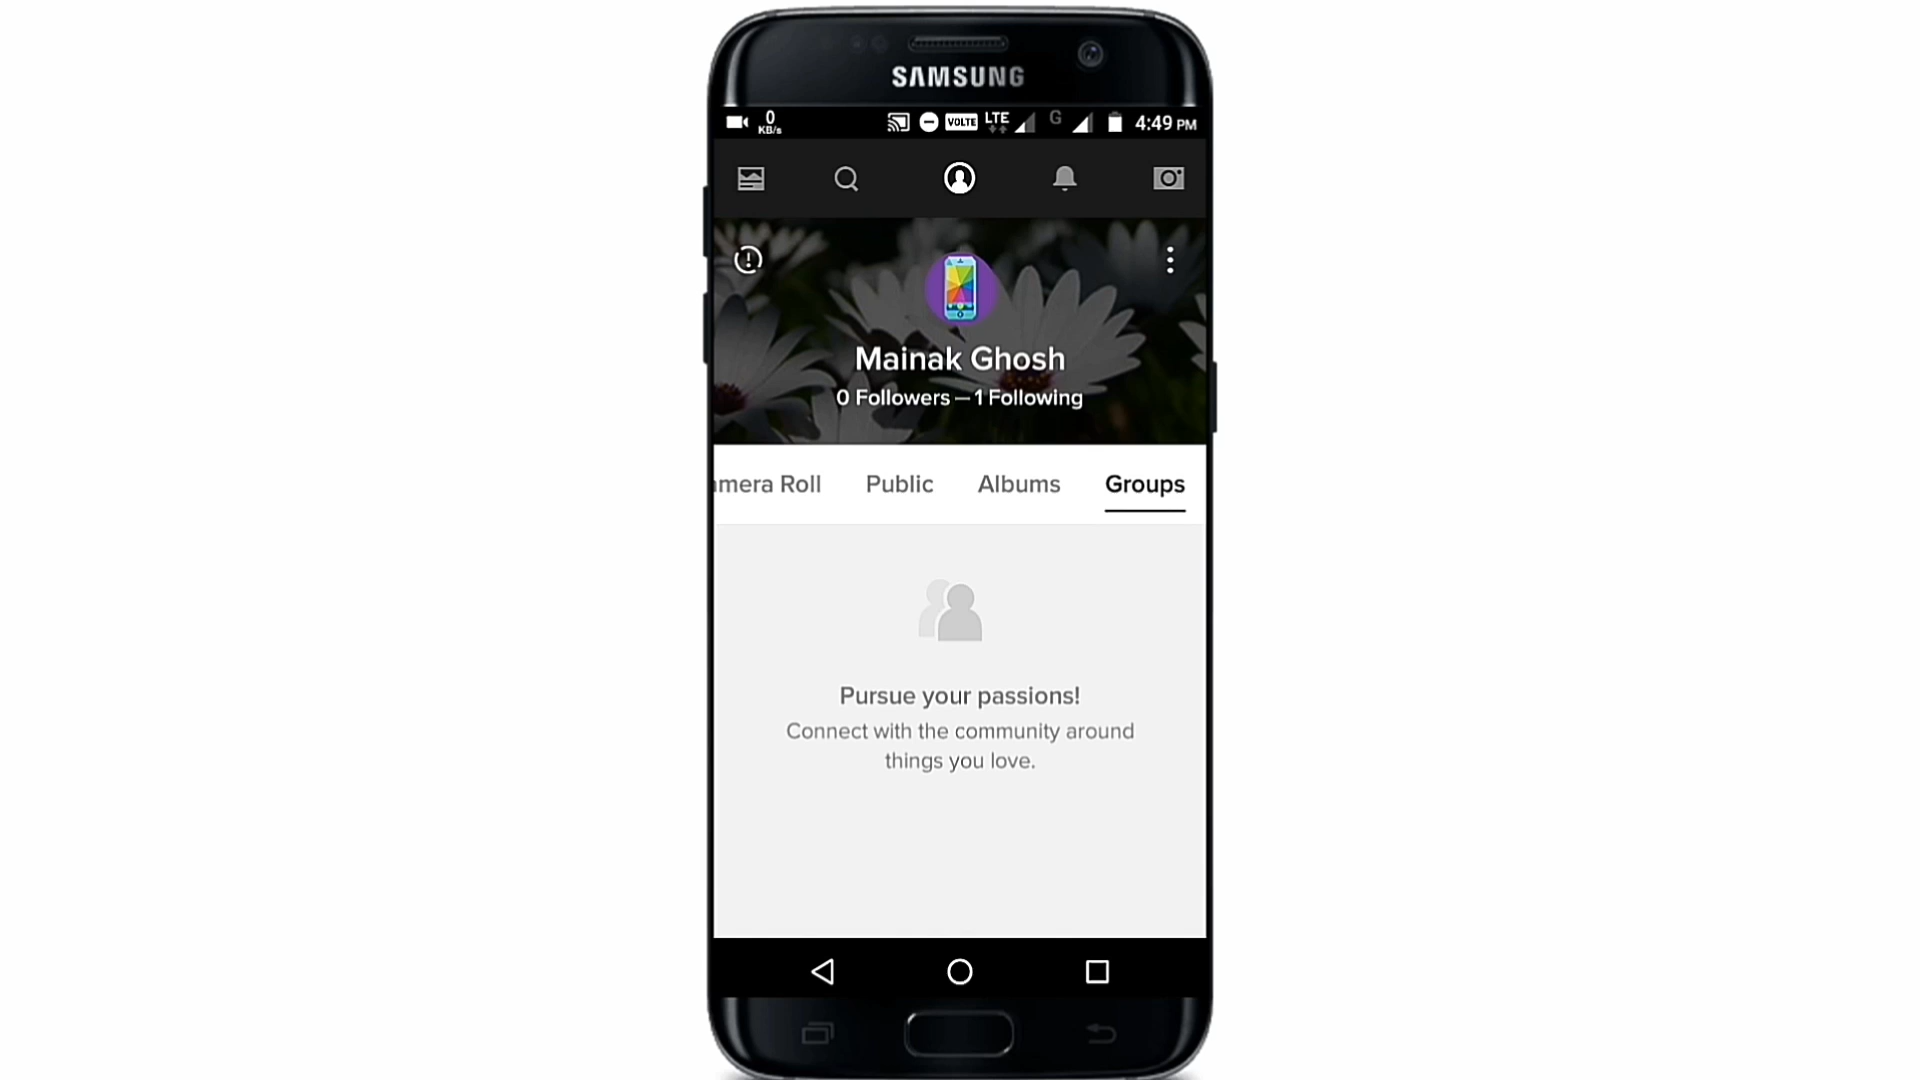 SAMSUNG
0
KB/s
VOLTE
LTE
G
4:49 PM
Mainak Ghosh
0 Followers — 1 Following
mera Roll
Public
Albums
Groups
Pursue your passions!
Connect with the community around
things you love.